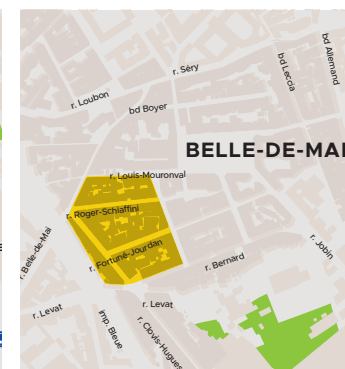 bd Allemand
r. Séry
bd Leccia
r. Loubon
bd Boyer
BELLE-DE-MAI
r. Louis-Mouronval
r. Roger-Schiaffini
r. Belle-de-Mai
r. Fortuné-Jourdan
r. Bernard
r. Jobin
r. Levat
r. Levat
imp. Bleue
r. Clovis-Hugues